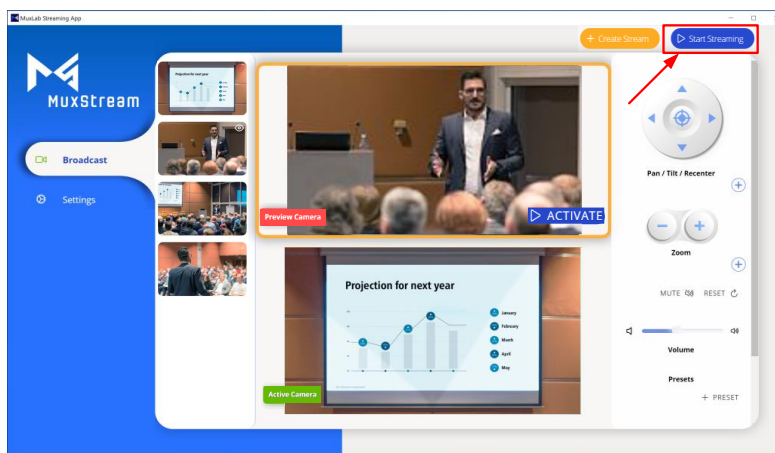 MuxLab Streaming App
+ Create Stream
Start Streaming
MuxStream
Broadcast
Settings
Projection for next year
Preview Camera
ACTIVATE
Projection for next year
January
February
March
April
May
Active Camera
Pan / Tilt / Recenter
Zoom
MUTE
RESET
Volume
Presets
+ PRESET